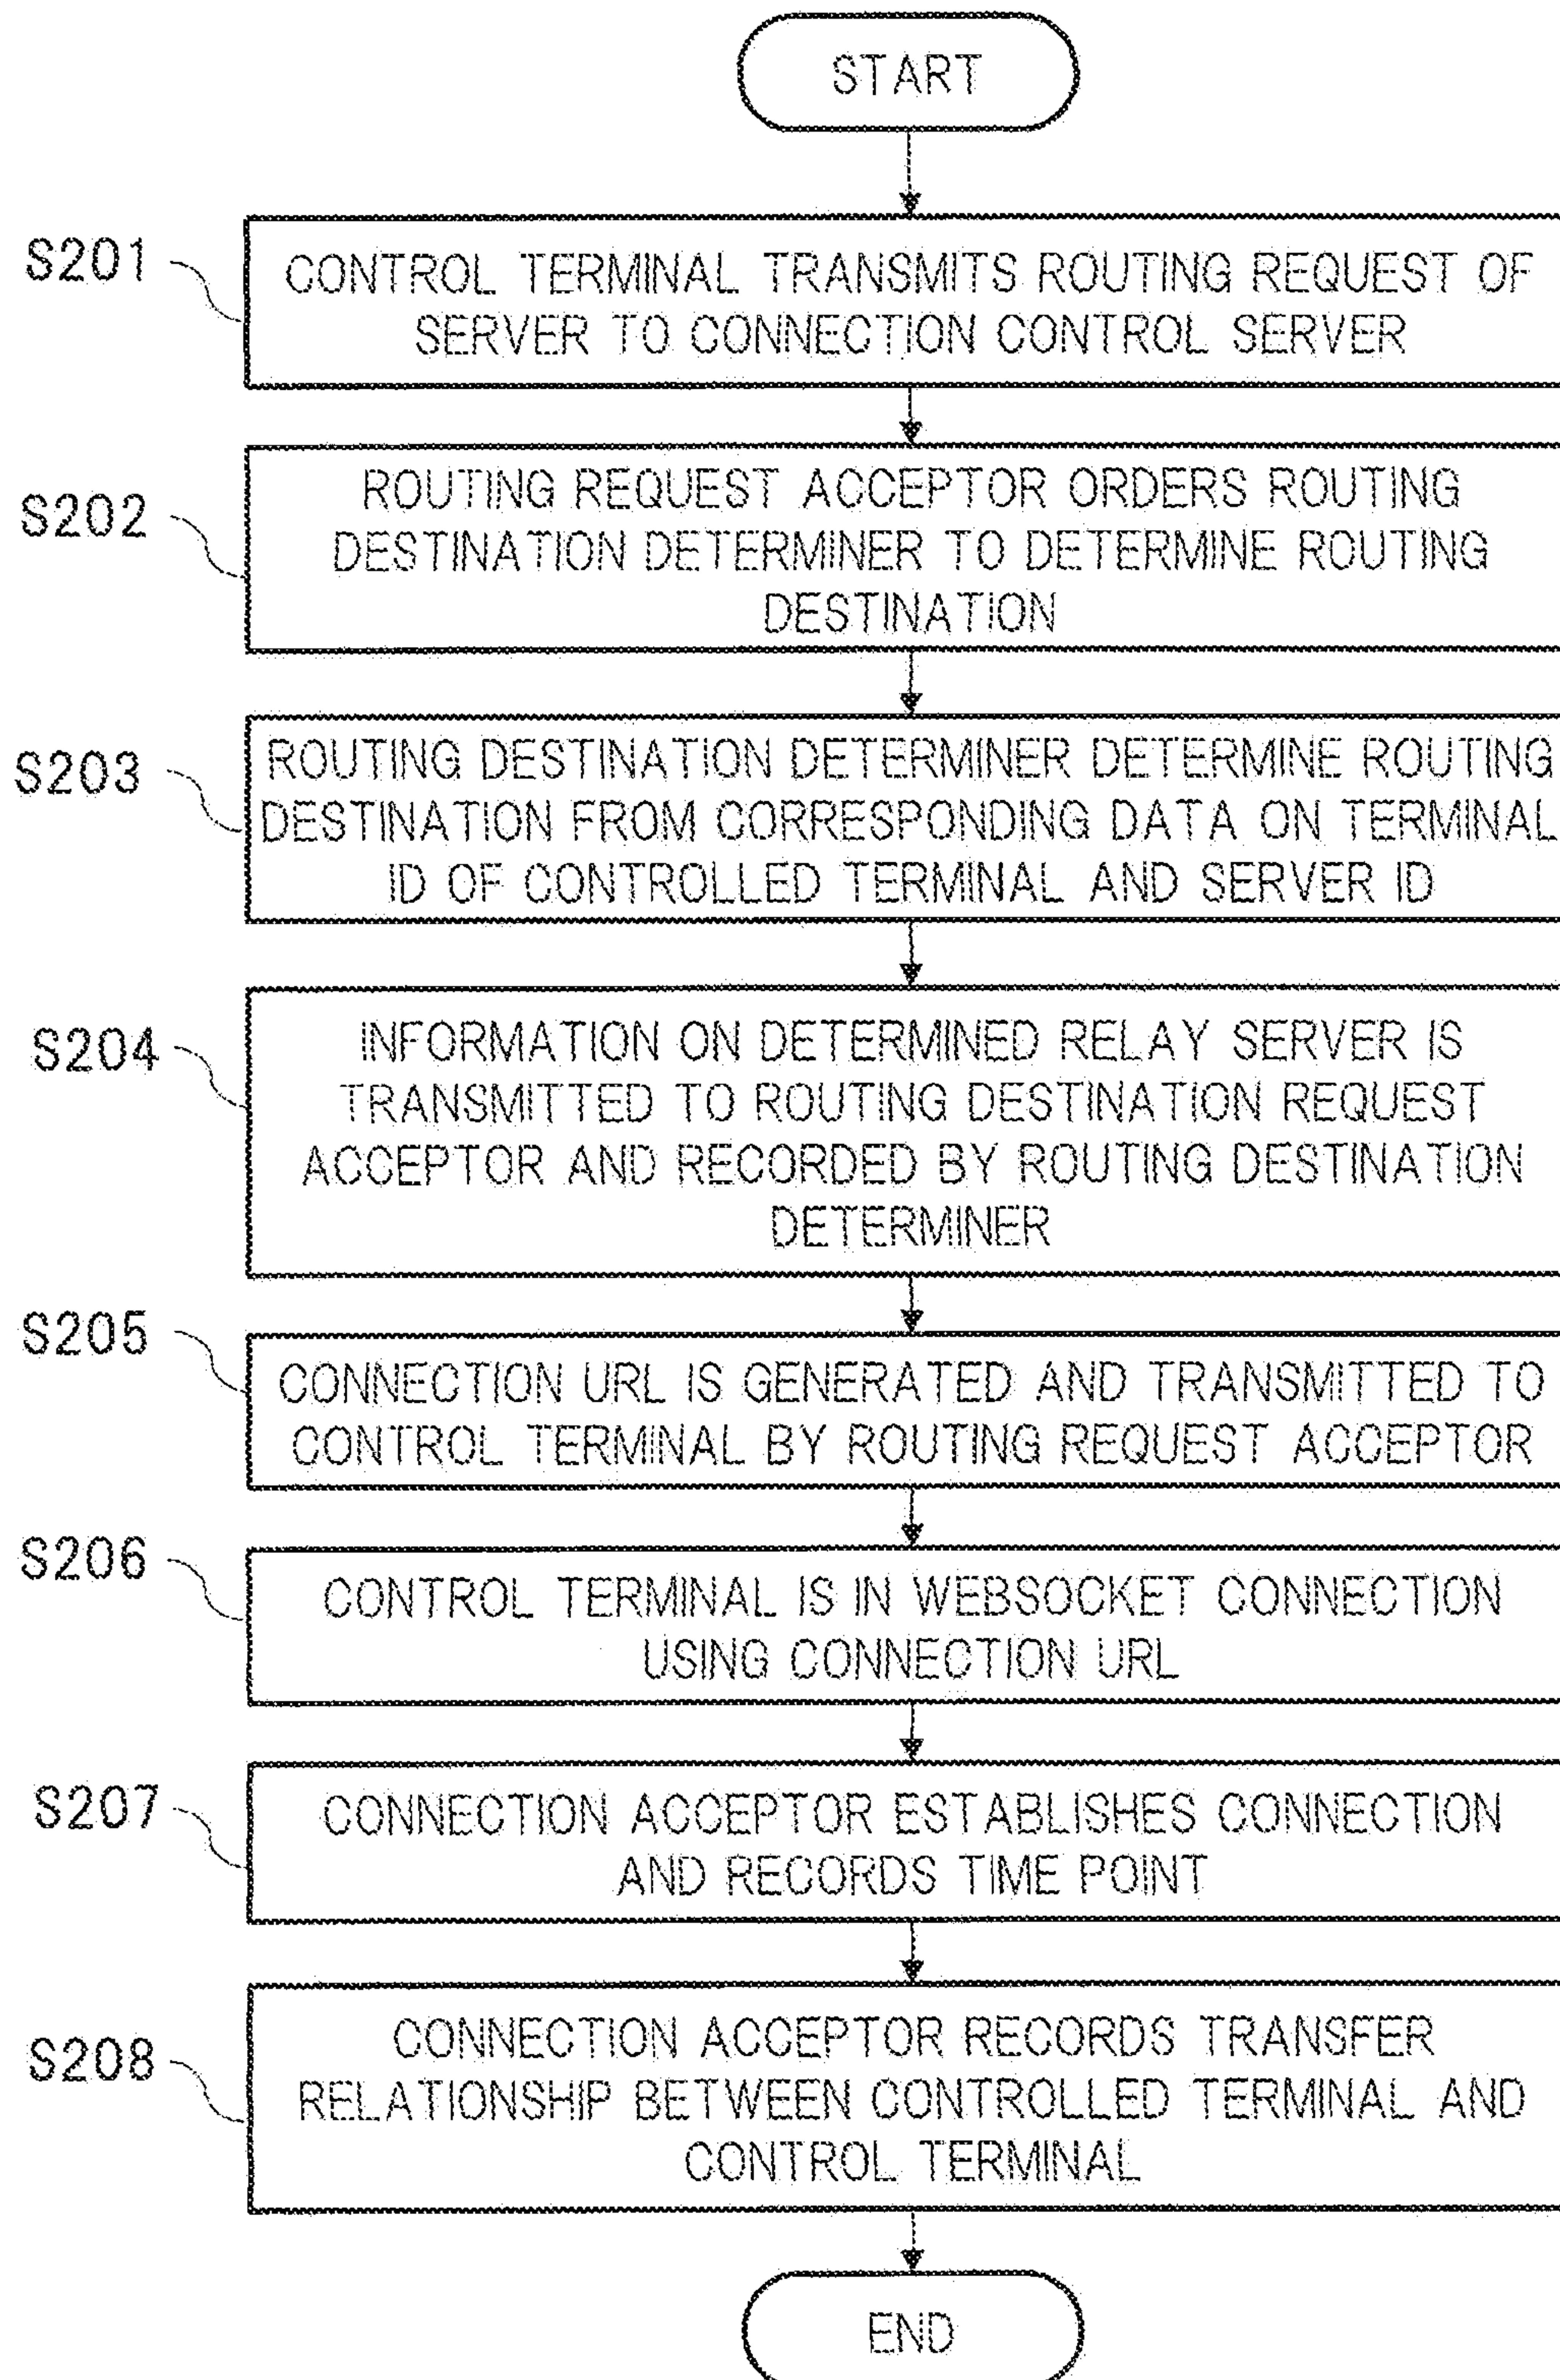 START
S201
CONTROL TERMINAL TRANSMITS ROUTING REQUEST OF
SERVER TO CONNECTION CONTROL SERVER
S202
ROUTING REQUEST ACCEPTOR ORDERS ROUTING
DESTINATION DETERMINER TO DETERMINE ROUTING
DESTINATION
S203
ROUTING DESTINATION DETERMINER DETERMINE ROUTING
DESTINATION FROM CORRESPONDING DATA ON TERMINAL
ID OF CONTROLLED TERMINAL AND SERVER ID
S204
INFORMATION ON DETERMINED RELAY SERVER IS
TRANSMITTED TO ROUTING DESTINATION REQUEST
ACCEPTOR AND RECORDED BY ROUTING DESTINATION
DETERMINER
S205
CONNECTION URL IS GENERATED AND TRANSMITTED TO
CONTROL TERMINAL BY ROUTING REQUEST ACCEPTOR
S206
CONTROL TERMINAL IS IN WEBSOCKET CONNECTION
USING CONNECTION URL
S207
CONNECTION ACCEPTOR ESTABLISHES CONNECTION
AND RECORDS TIME POINT
S208
CONNECTION ACCEPTOR RECORDS TRANSFER
RELATIONSHIP BETWEEN CONTROLLED TERMINAL AND
CONTROL TERMINAL
END